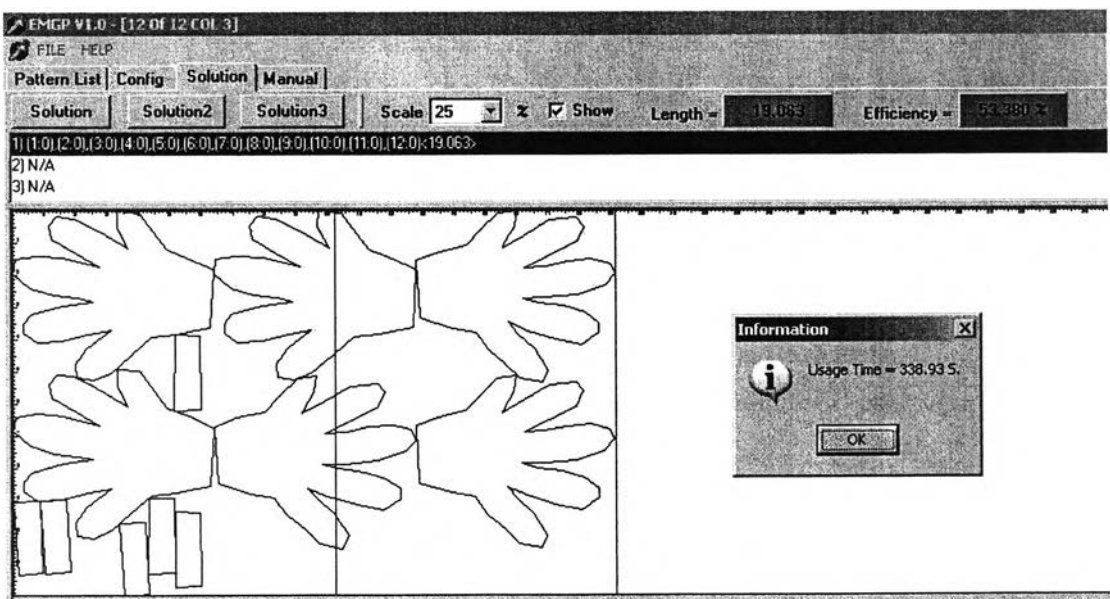 EMGP V1.0 - [12 Of 12 COL 3]
FILE HELP
Pattern List Config Solution Manual
Solution Solution2 Solution3 Scale 25 % Show Length = 19.063 Efficiency = 53.380 %
1) (1:0),(2:0),(3:0),(4:0),(5:0),(6:0),(7:0),(8:0),(9:0),(10:0),(11:0),(12:0)<19.063>
2) N/A
3) N/A
Information
Usage Time = 338.93 S.
OK